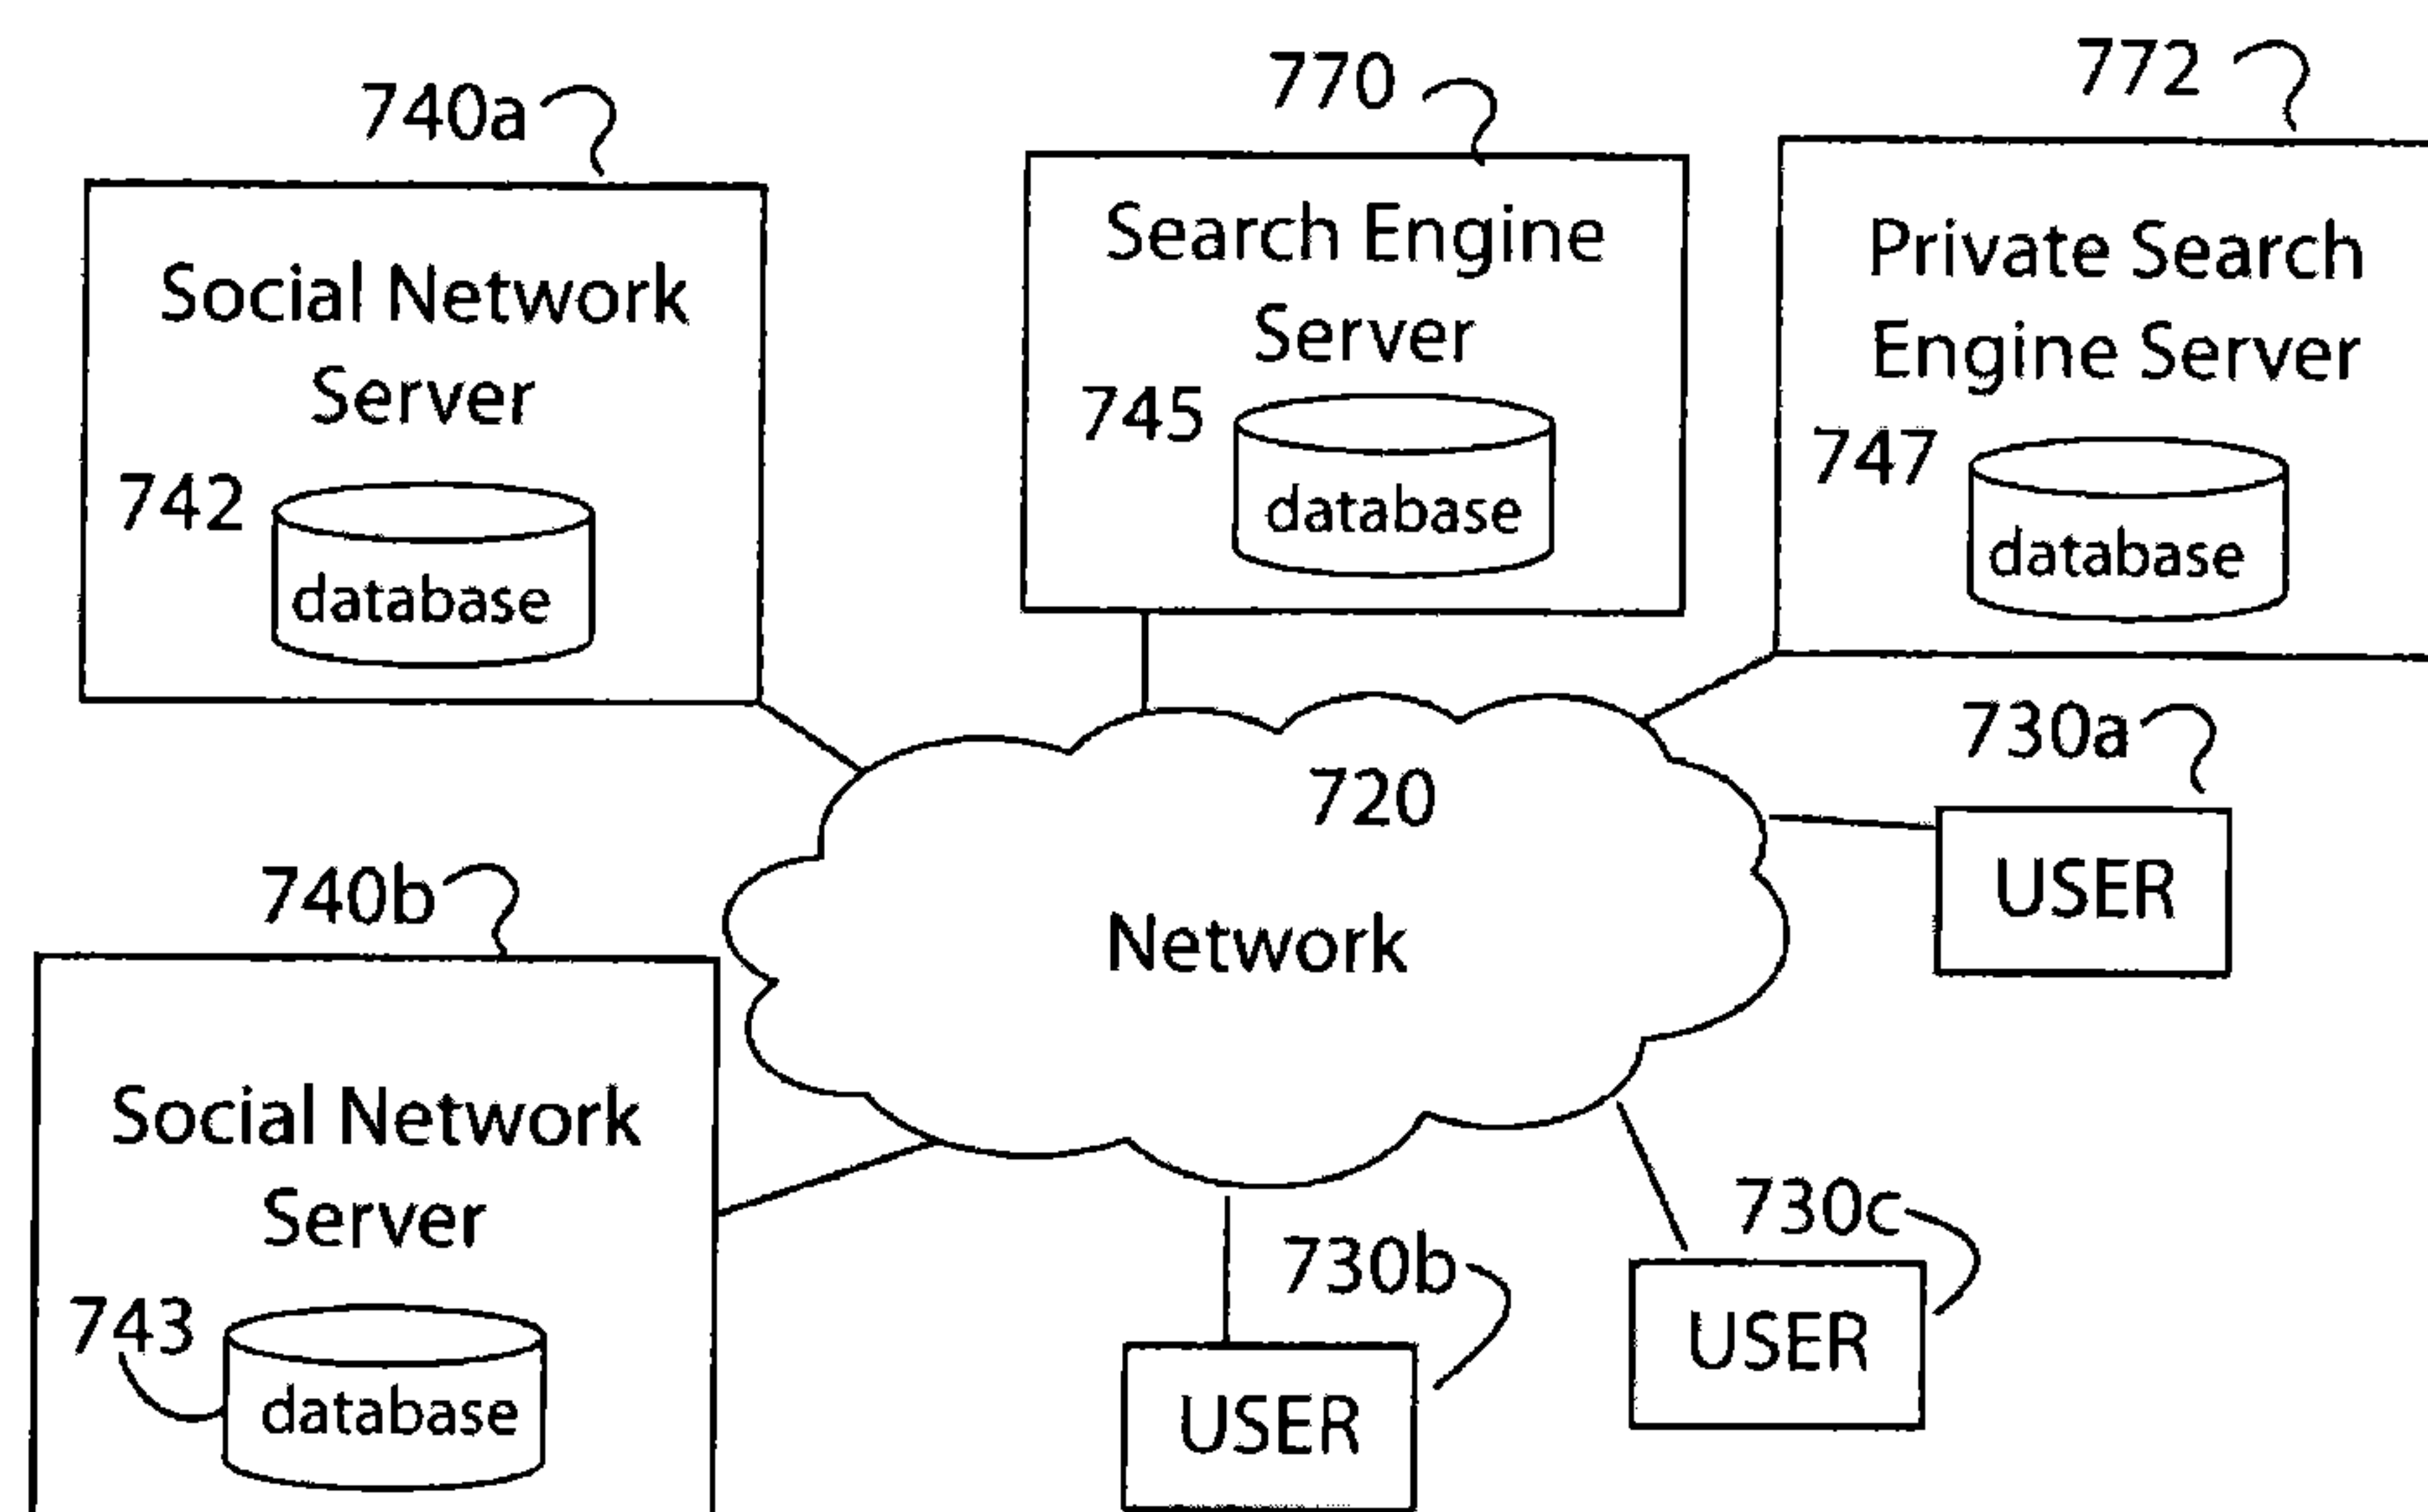 740a
770
772
Social Network
Server
742
database
Search Engine
Server
745
database
Private Search
Engine Server
747
database
720
Network
730a
USER
740b
Social Network
Server
743
database
730b
USER
730c
USER